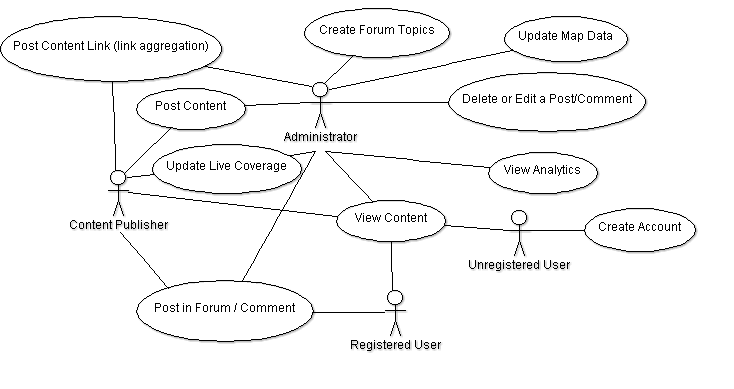 Create Forum Topics
Update Map Data
Post Content Link (link aggregation)
Post Content
Delete or Edit a Post/Comment
Administrator
Update Live Coverage
View Analytics
Content Publisher
View Content
Create Account
Unregistered User
Post in Forum / Comment
Registered User